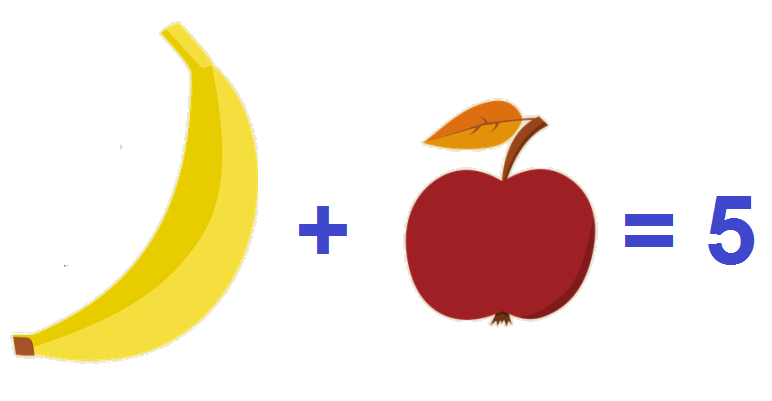 + = 5